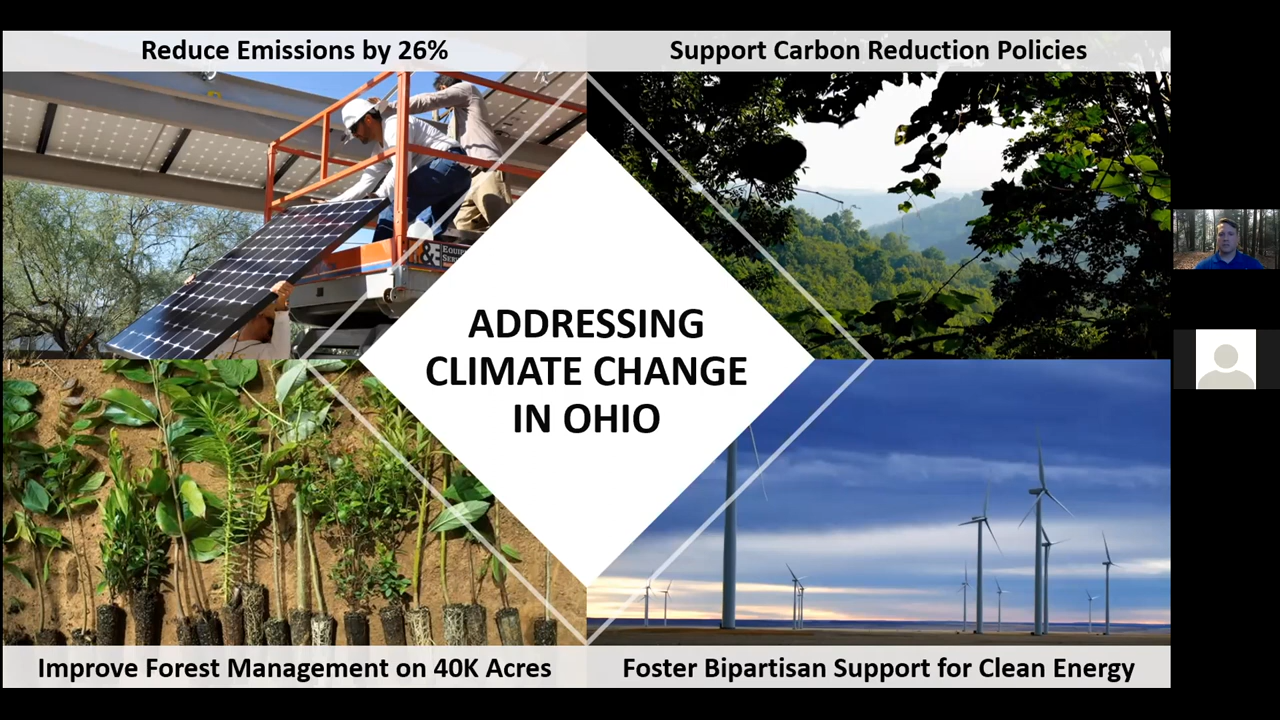 Reduce Emissions by 26%
Support Carbon Reduction Policies
ADDRESSING
CLIMATE CHANGE
IN OHIO
Improve Forest Management on 40K Acres
Foster Bipartisan Support for Clean Energy